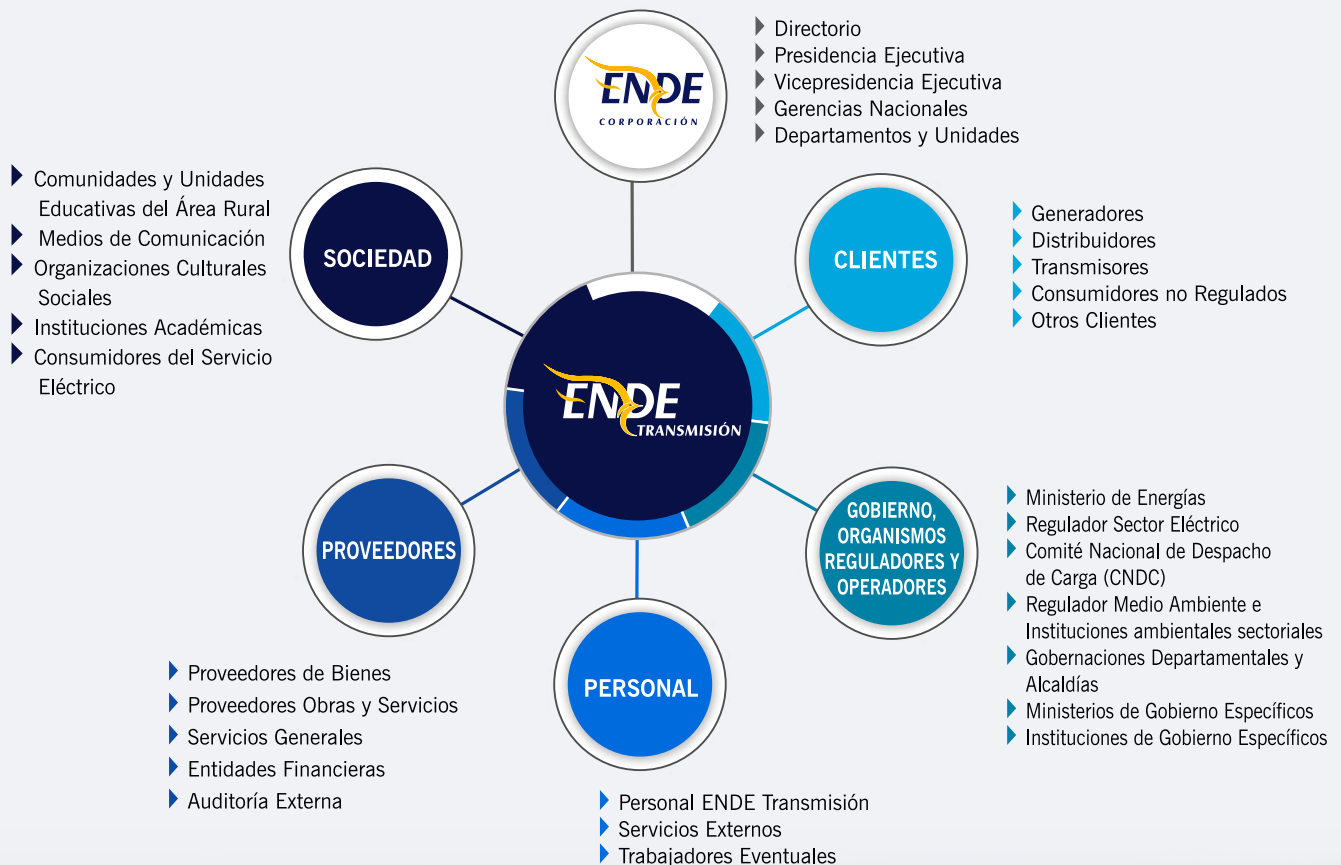 ENDE
CORPORACIÓN
Directorio
Presidencia Ejecutiva
Vicepresidencia Ejecutiva
Gerencias Nacionales
Departamentos y Unidades
Comunidades y Unidades
Educativas del Área Rural
Medios de Comunicación
Organizaciones Culturales
Sociales
Instituciones Académicas
Consumidores del Servicio
Eléctrico
SOCIEDAD
CLIENTES
Generadores
Distribuidores
Transmisores
Consumidores no Regulados
Otros Clientes
ENDE
TRANSMISIÓN
PROVEEDORES
Proveedores de Bienes
Proveedores Obras y Servicios
Servicios Generales
Entidades Financieras
Auditoría Externa
PERSONAL
Personal ENDE Transmisión
Servicios Externos
Trabajadores Eventuales
GOBIERNO,
ORGANISMOS
REGULADORES Y
OPERADORES
Ministerio de Energías
Regulador Sector Eléctrico
Comité Nacional de Despacho
de Carga (CNDC)
Regulador Medio Ambiente e
Instituciones ambientales sectoriales
Gobernaciones Departamentales y
Alcaldías
Ministerios de Gobierno Específicos
Instituciones de Gobierno Específicos